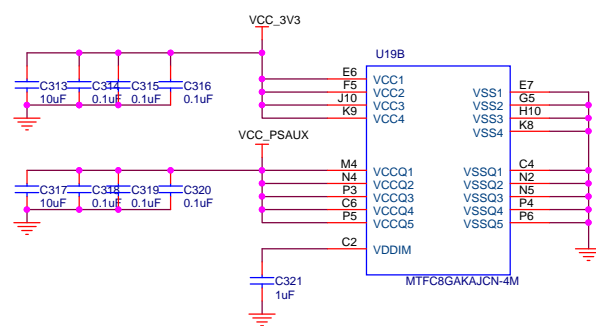 VCC_3V3
U19B
C313
10uF
C314
0.1uF
C315
0.1uF
C316
0.1uF
E6 VCC1
F5 VCC2
J10 VCC3
K9 VCC4
VSS1 E7
VSS2 G5
VSS3 H10
VSS4 K8
VCC_PSAUX
C317
10uF
C318
0.1uF
C319
0.1uF
C320
0.1uF
M4 VCCQ1
N4 VCCQ2
P3 VCCQ3
C6 VCCQ4
P5 VCCQ5
VSSQ1 C4
VSSQ2 N2
VSSQ3 N5
VSSQ4 P4
VSSQ5 P6
C2 VDDIM
C321
1uF
MTFC8GAKAJCN-4M